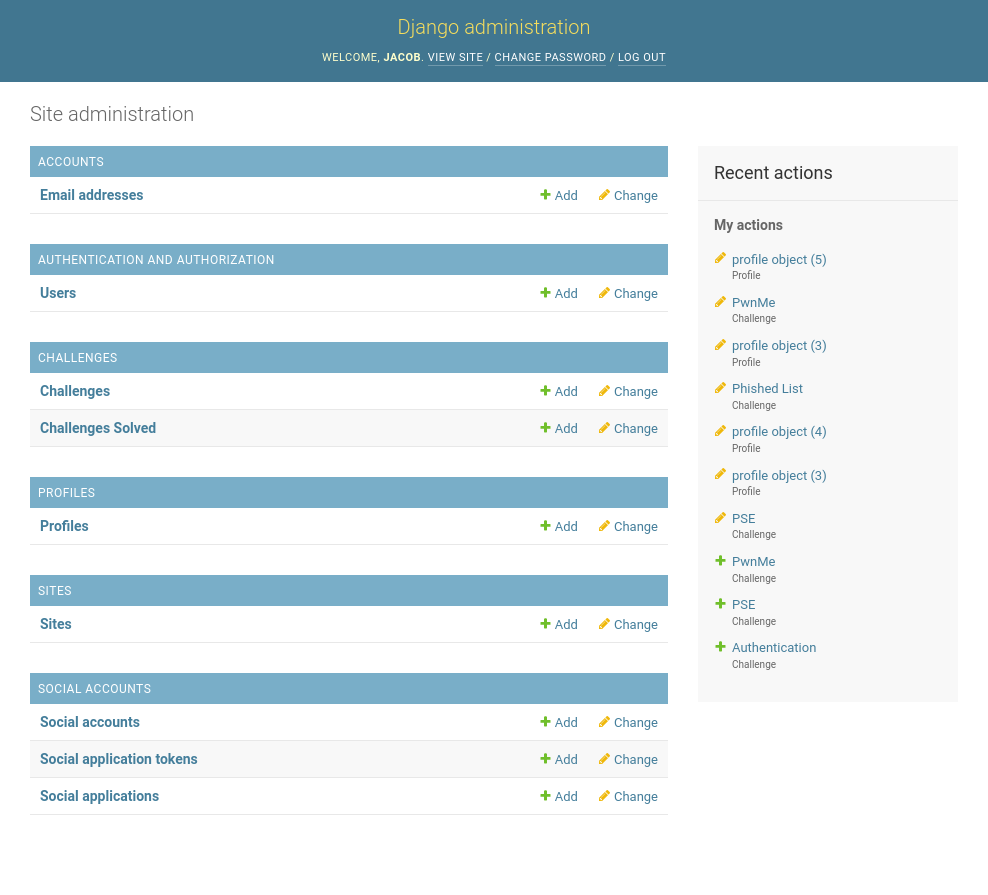 Django administration
WELCOME, JACOB. VIEW SITE / CHANGE PASSWORD / LOG OUT
Site administration
ACCOUNTS
Email addresses Add Change
AUTHENTICATION AND AUTHORIZATION
Users Add Change
CHALLENGES
Challenges Add Change
Challenges Solved Add Change
PROFILES
Profiles Add Change
SITES
Sites Add Change
SOCIAL ACCOUNTS
Social accounts Add Change
Social application tokens Add Change
Social applications Add Change
Recent actions
My actions
profile object (5)
Profile
PwnMe
Challenge
profile object (3)
Profile
Phished List
Challenge
profile object (4)
Profile
profile object (3)
Profile
PSE
Challenge
PwnMe
Challenge
PSE
Challenge
Authentication
Challenge